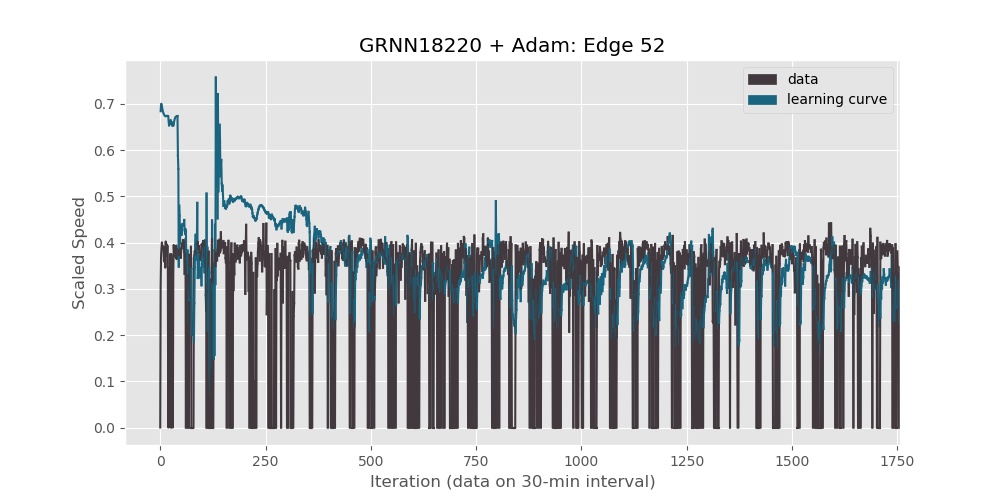 GRNN18220 + Adam: Edge 52
data
learning curve
0.7
0.6
0.5
0.4
0.3
0.2
0.1
0.0
Scaled Speed
0 250 500 750 1000 1250 1500 1750
Iteration (data on 30-min interval)